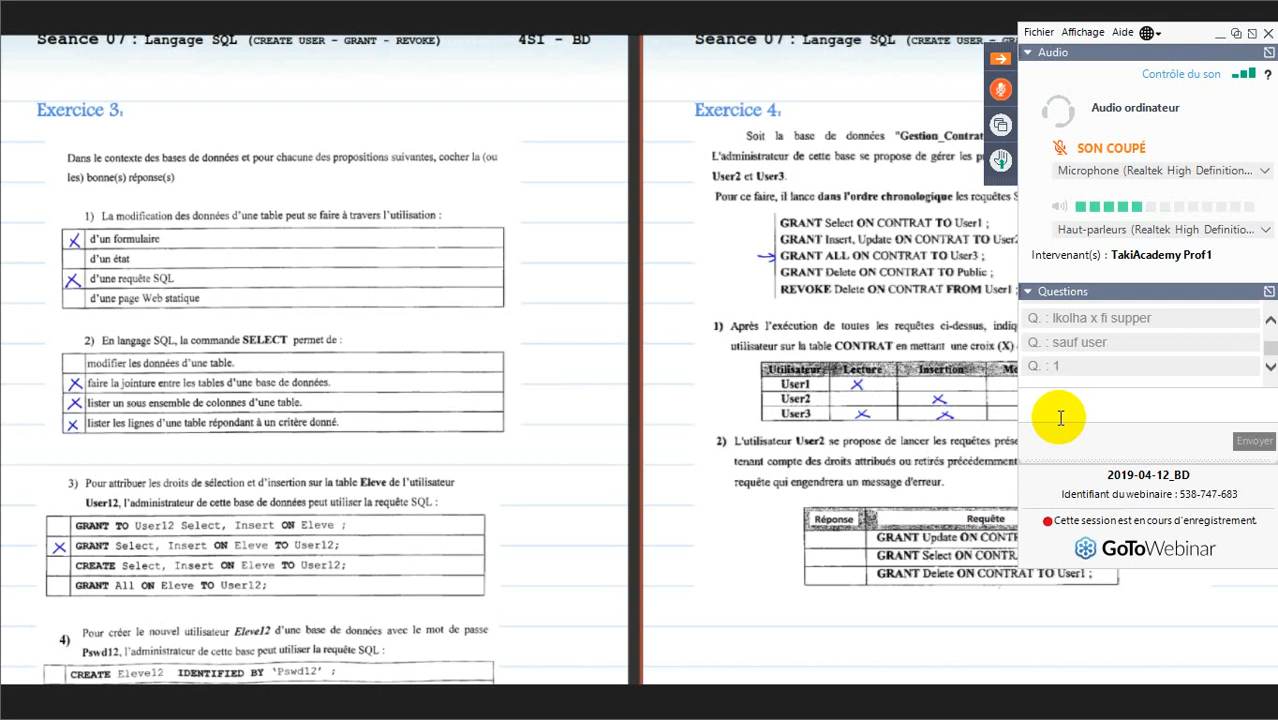 Séance 07 : Langage SQL (CREATE USER - GRANT - REVOKE) 4SI - BD
Exercice 3:
Dans le contexte des bases de données et pour chacune des propositions suivantes, cocher la (ou
les) bonne(s) réponse(s)
1) La modification des données d'une table peut se faire à travers l'utilisation :
X d'un formulaire
d'un état
X d'une requête SQL
d'une page Web statique
2) En langage SQL, la commande SELECT permet de :
modifier les données d'une table.
X faire la jointure entre les tables d'une base de données.
X lister un sous ensemble de colonnes d'une table.
X lister les lignes d'une table répondant à un critère donné.
3) Pour attribuer les droits de sélection et d'insertion sur la table Eleve de l'utilisateur
User12, l'administrateur de cette base de données peut utiliser la requête SQL :
GRANT TO User12 Select, Insert ON Eleve ;
X GRANT Select, Insert ON Eleve TO User12;
CREATE Select, Insert ON Eleve TO User12;
GRANT All ON Eleve TO User12;
4) Pour créer le nouvel utilisateur Eleve12 d'une base de données avec le mot de passe
Pswd12, l'administrateur de cette base peut utiliser la requête SQL :
CREATE Eleve12 IDENTIFIED BY 'Pswd12' ;
Séance 07 : Langage SQL (CREATE USER - GRANT
Exercice 4:
Soit la base de données "Gestion_Contrat
L'administrateur de cette base se propose de gérer les
User2 et User3.
Pour ce faire, il lance dans l'ordre chronologique les requêtes
GRANT Select ON CONTRAT TO User1 ;
GRANT Insert, Update ON CONTRAT TO User2
GRANT ALL ON CONTRAT TO User3 ;
GRANT Delete ON CONTRAT TO Public ;
REVOKE Delete ON CONTRAT FROM User1 ;
1) Après l'exécution de toutes les requêtes ci-dessus,
utilisateur sur la table CONTRAT en mettant une croix (X)
Utilisateur Lecture Insertion
User1 X
User2 X
User3 X X
2) L'utilisateur User2 se propose de lancer les requêtes
tenant compte des droits attribués ou retirés
requête qui engendrera un message d'erreur.
Réponse Requête
GRANT Update ON
GRANT Select ON
GRANT Delete ON CONTRAT TO User1 ;
Fichier Affichage Aide
Audio
Contrôle du son ?
Audio ordinateur
SON COUPÉ
Microphone (Realtek High Definition...
Haut-parleurs (Realtek High Definitio...
Intervenant(s) : TakiAcademy Prof1
Questions
Q. : lkolha x fi supper
Q. : sauf user
Q. : 1
Envoyer
2019-04-12_BD
Identifiant du webinaire : 538-747-683
Cette session est en cours d'enregistrement.
GoToWebinar